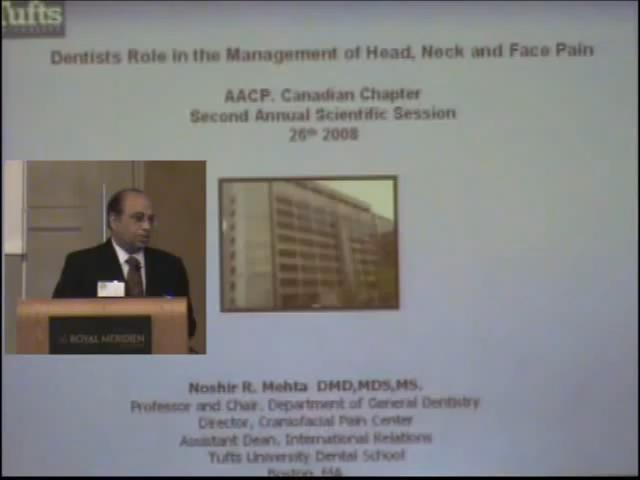 Tufts
Dentists Role in the Management of Head, Neck and Face Pain
AACP. Canadian Chapter
Second Annual Scientific Session
26th 2008
ROYAL MERIDIEN
Noshir R. Mehta DMD,MDS,MS.
Professor and Chair. Department of General Dentistry
Director, Craniofacial Pain Center
Assistant Dean. International Relations
Tufts University Dental School
Boston, MA